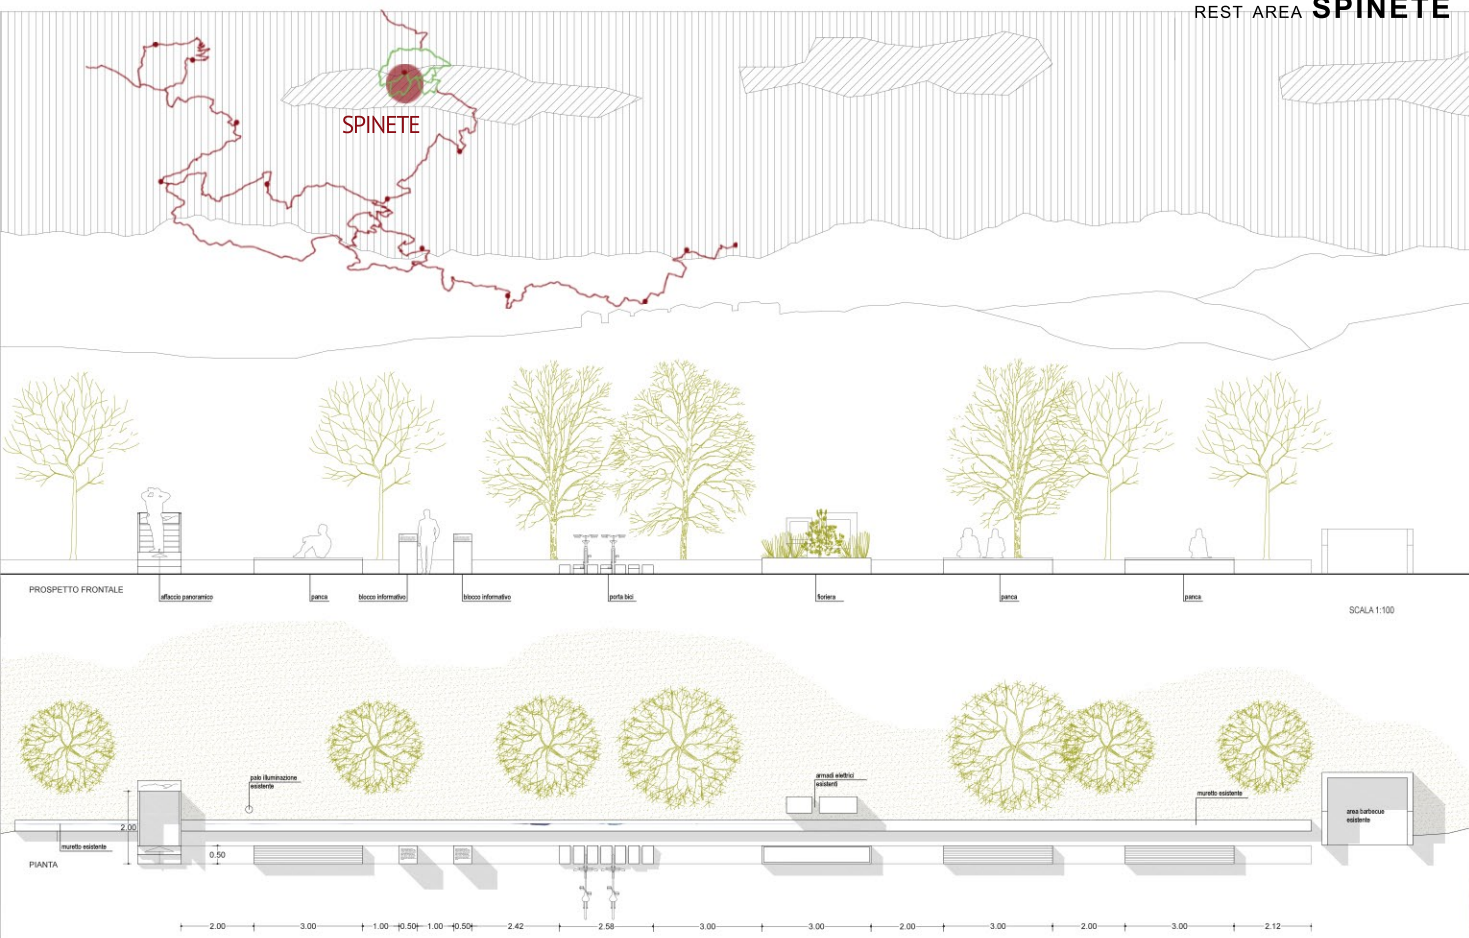 REST AREA SPINETE
SPINETE
PROSPETTO FRONTALE
affaccio panoramico
panca
blocco informativo
blocco informativo
porta bici
fioriera
panca
panca
SCALA 1:100
palo illuminazione
esistente
armadi elettrici
esistenti
muretto esistente
area barbecue
esistente
2.00
muretto esistente
0.50
PIANTA
2.00 3.00 1.00 0.50 1.00 0.50 2.42 2.58 3.00 3.00 2.00 3.00 2.00 3.00 2.12